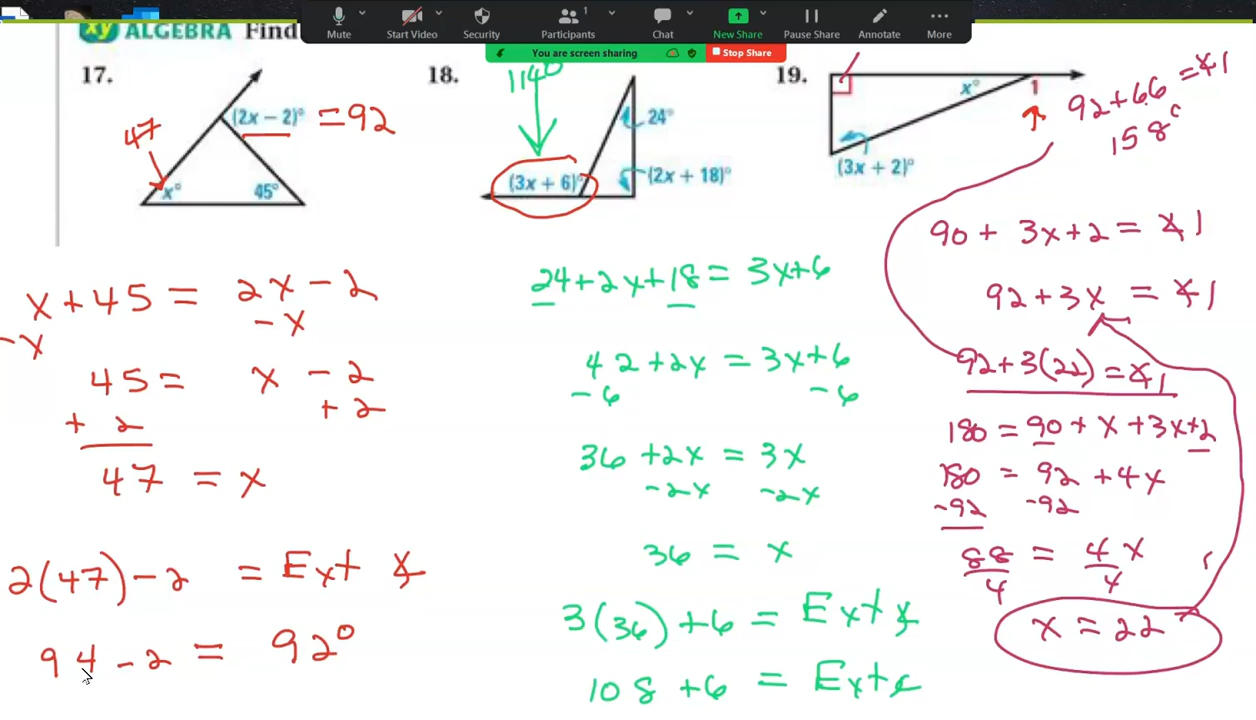 Mute
Start Video
Security
Participants
1
Chat
New Share
Pause Share
Annotate
More
You are screen sharing
Stop Share
xy ALGEBRA Find
17.
(2x − 2)° = 92
47
x°
45°
x + 45 = 2x − 2
−x −x
45 = x − 2
+ 2 + 2
47 = x
2(47) − 2 = Ext ∡
94 − 2 = 92°
18.
114°
24°
(3x + 6)°
(2x + 18)°
24 + 2x + 18 = 3x + 6
42 + 2x = 3x + 6
−6 −6
36 + 2x = 3x
−2x −2x
36 = x
3(36) + 6 = Ext ∡
108 + 6 = Ext ∡
19.
x°
1
(3x + 2)°
92 + 66 = ∡1
158°
90 + 3x + 2 = ∡1
92 + 3x = ∡1
92 + 3(22) = ∡1
180 = 90 + x + 3x + 2
180 = 92 + 4x
−92 −92
88 = 4x
4 4
x = 22